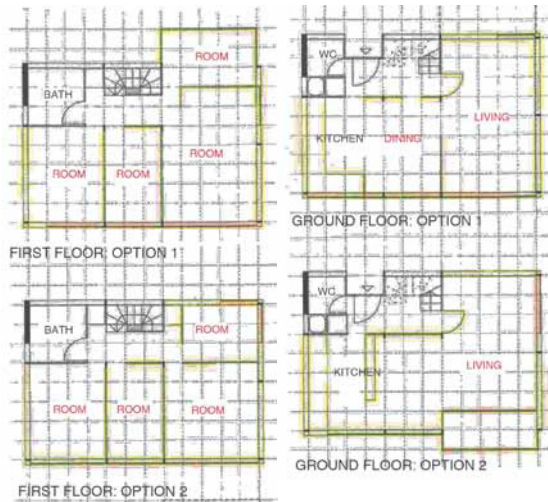 ROOM
BATH
ROOM
ROOM
ROOM
FIRST FLOOR: OPTION 1
WC
LIVING
KITCHEN
DINING
GROUND FLOOR: OPTION 1
BATH
ROOM
ROOM
ROOM
ROOM
FIRST FLOOR: OPTION 2
WC
KITCHEN
LIVING
GROUND FLOOR: OPTION 2